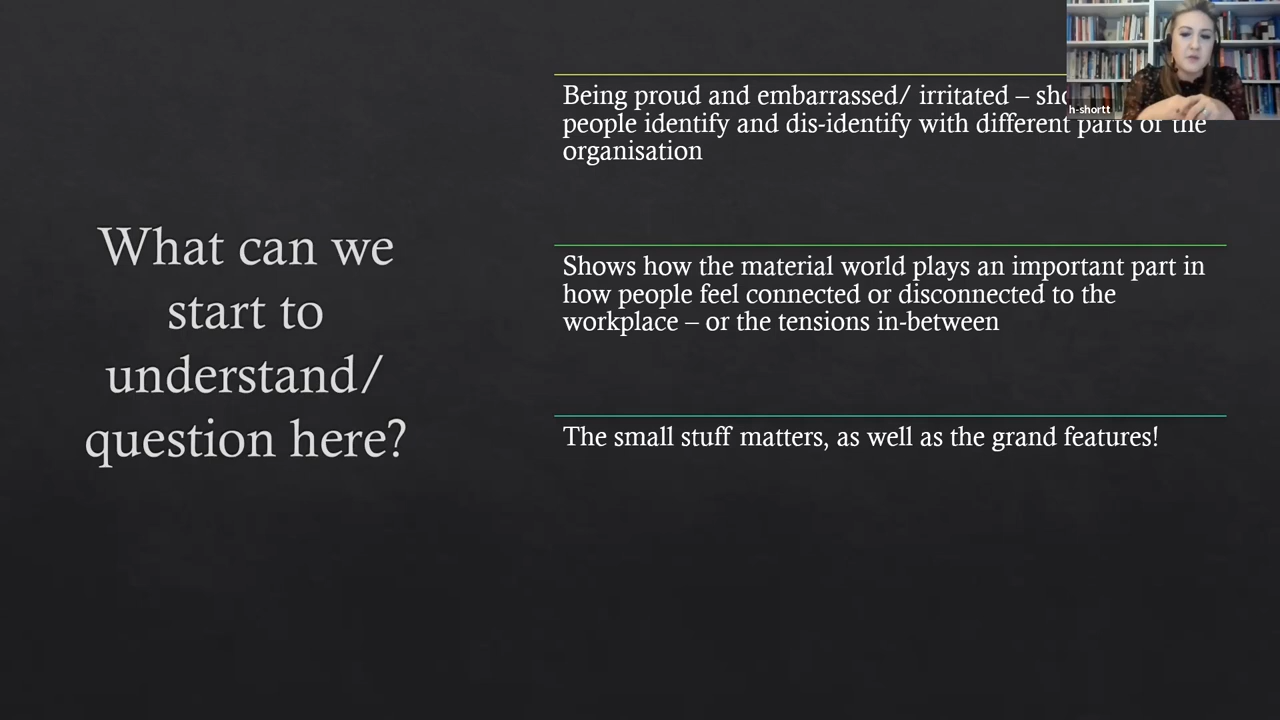 What can we
start to
understand/
question here?
Being proud and embarrassed/ irritated –
people identify and dis-identify with different parts of the
organisation
Shows how the material world plays an important part in
how people feel connected or disconnected to the
workplace – or the tensions in-between
The small stuff matters, as well as the grand features!
h-shortt